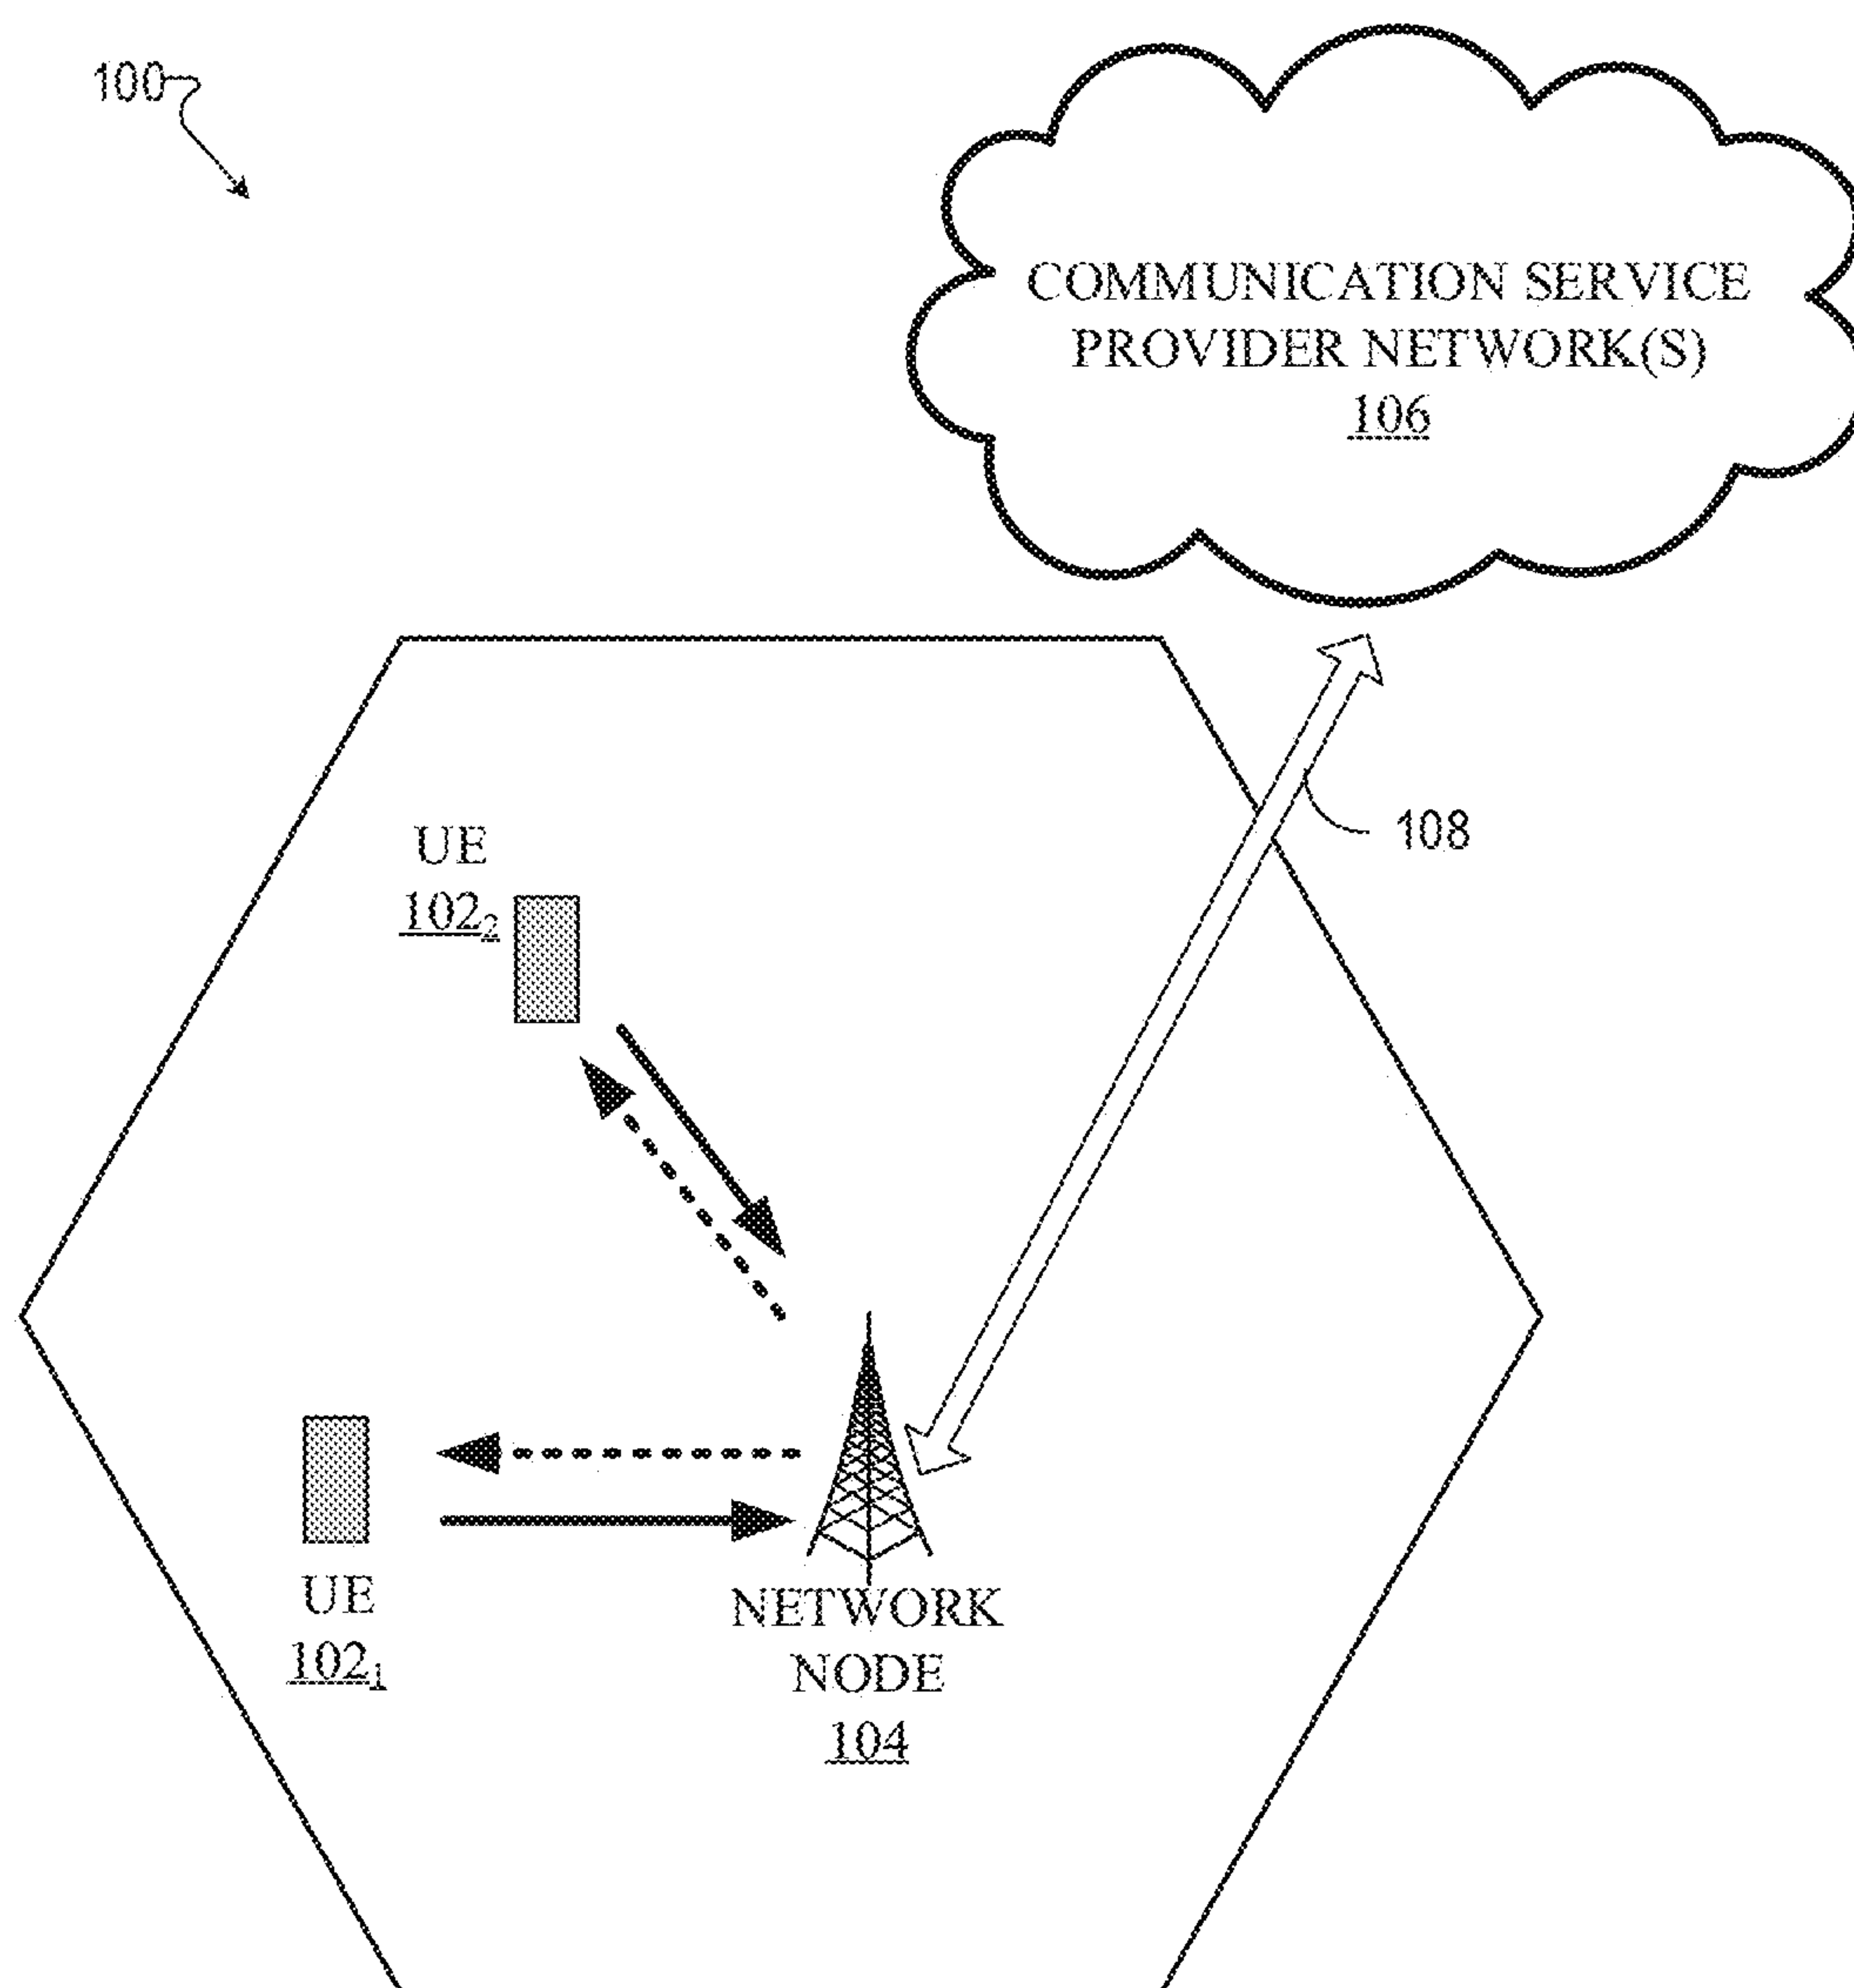 100
COMMUNICATION SERVICE
PROVIDER NETWORK(S)
106
108
UE
102₂
UE
102₁
NETWORK
NODE
104